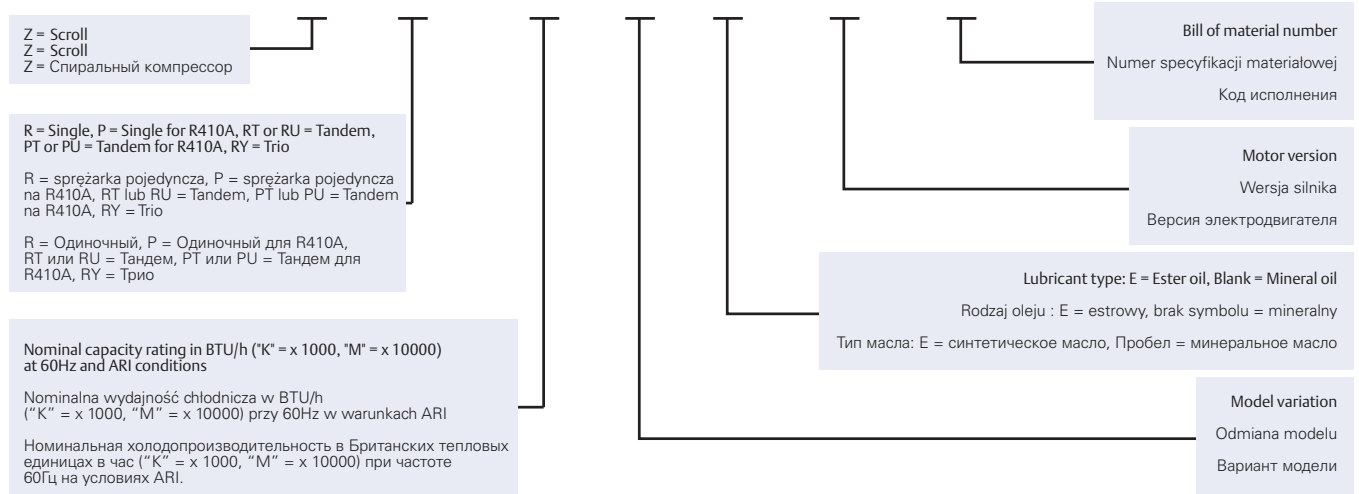 Z = Scroll
Z = Scroll
Z = Спиральный компрессор
R = Single, P = Single for R410A, RT or RU = Tandem,
PT or PU = Tandem for R410A, RY = Trio
R = sprężarka pojedyncza, P = sprężarka pojedyncza
na R410A, RT lub RU = Tandem, PT lub PU = Tandem
na R410A, RY = Trio
R = Одиночный, P = Одиночный для R410A,
RT или RU = Тандем, PT или PU = Тандем для
R410A, RY = Трио
Nominal capacity rating in BTU/h ("K" = x 1000, "M" = x 10000)
at 60Hz and ARI conditions
Nominalna wydajność chłodnicza w BTU/h
(“K” = x 1000, “M” = x 10000) przy 60Hz w warunkach ARI
Номинальная холодопроизводительность в Британских тепловых
единицах в час (“K” = x 1000, “M” = x 10000) при частоте
60Гц на условиях ARI.
Bill of material number
Numer specyfikacji materiałowej
Код исполнения
Motor version
Wersja silnika
Версия электродвигателя
Lubricant type: E = Ester oil, Blank = Mineral oil
Rodzaj oleju : E = estrowy, brak symbolu = mineralny
Тип масла: E = синтетическое масло, Пробел = минеральное масло
Model variation
Odmiana modelu
Вариант модели